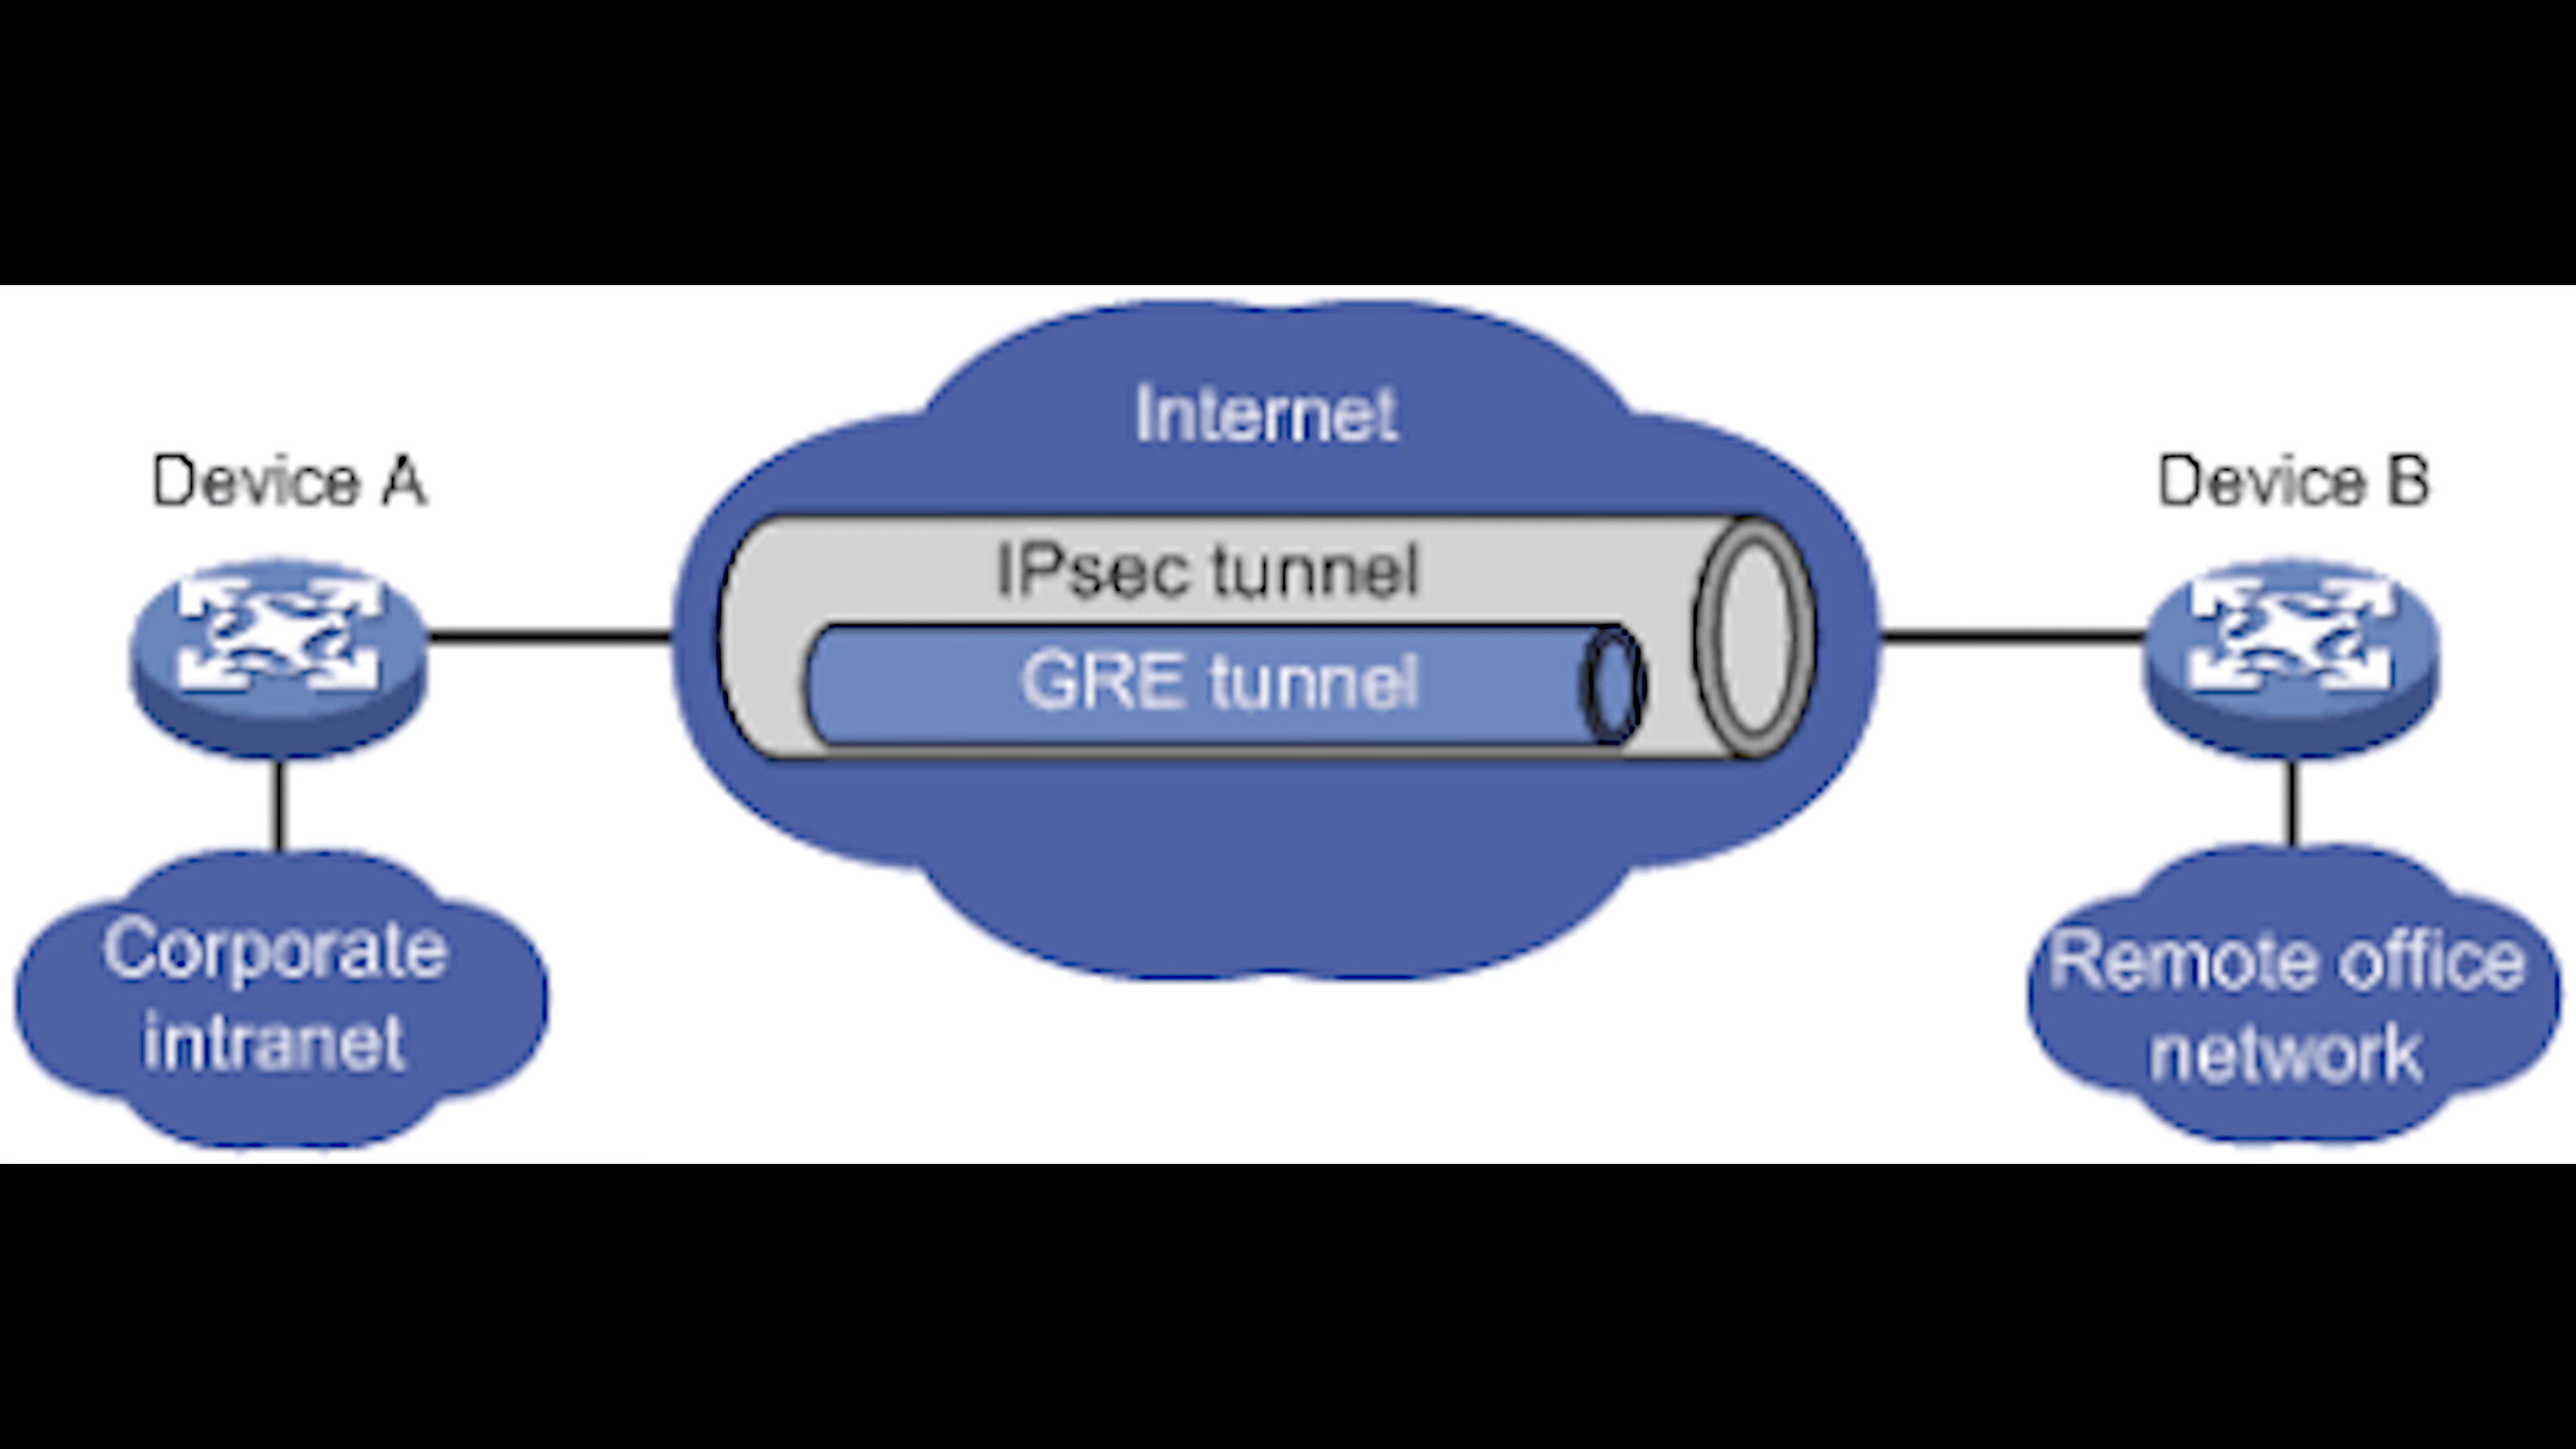 Internet
Device A
Device B
IPsec tunnel
GRE tunnel
Corporate
intranet
Remote office
network